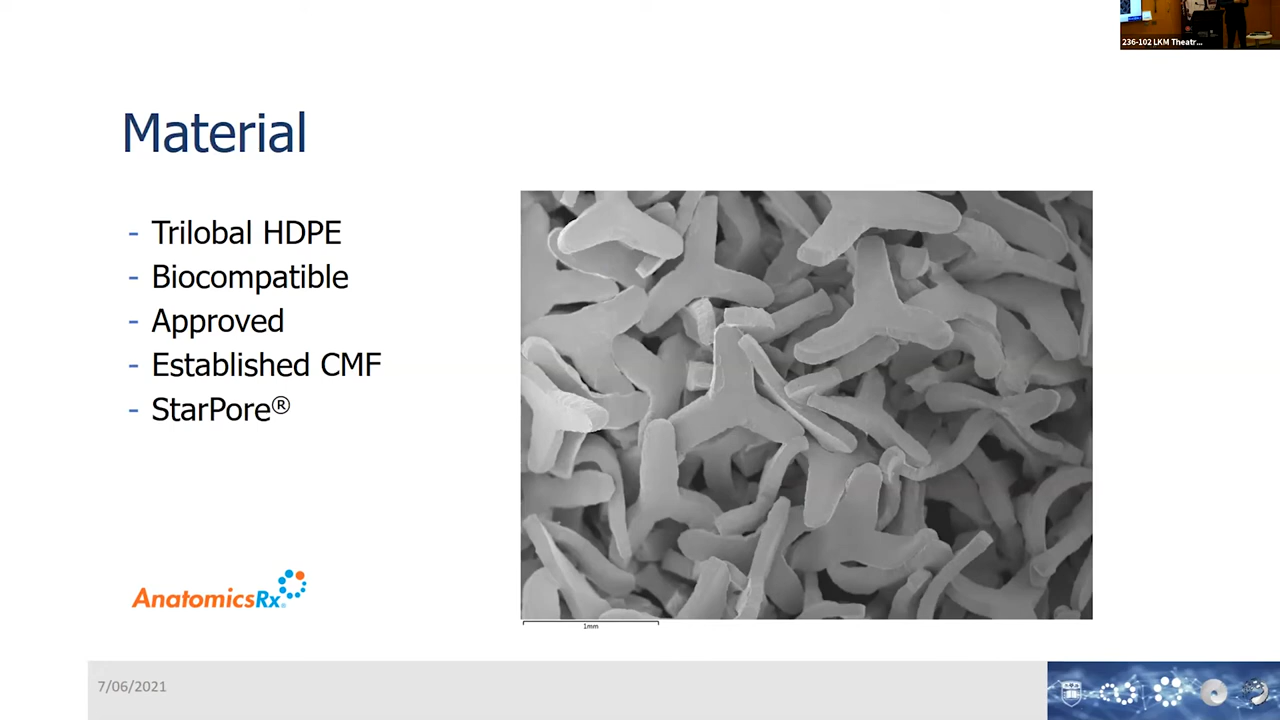 236-102 LKM Theatr...
Material
- Trilobal HDPE
- Biocompatible
- Approved
- Established CMF
- StarPore®
AnatomicsRx
1mm
7/06/2021